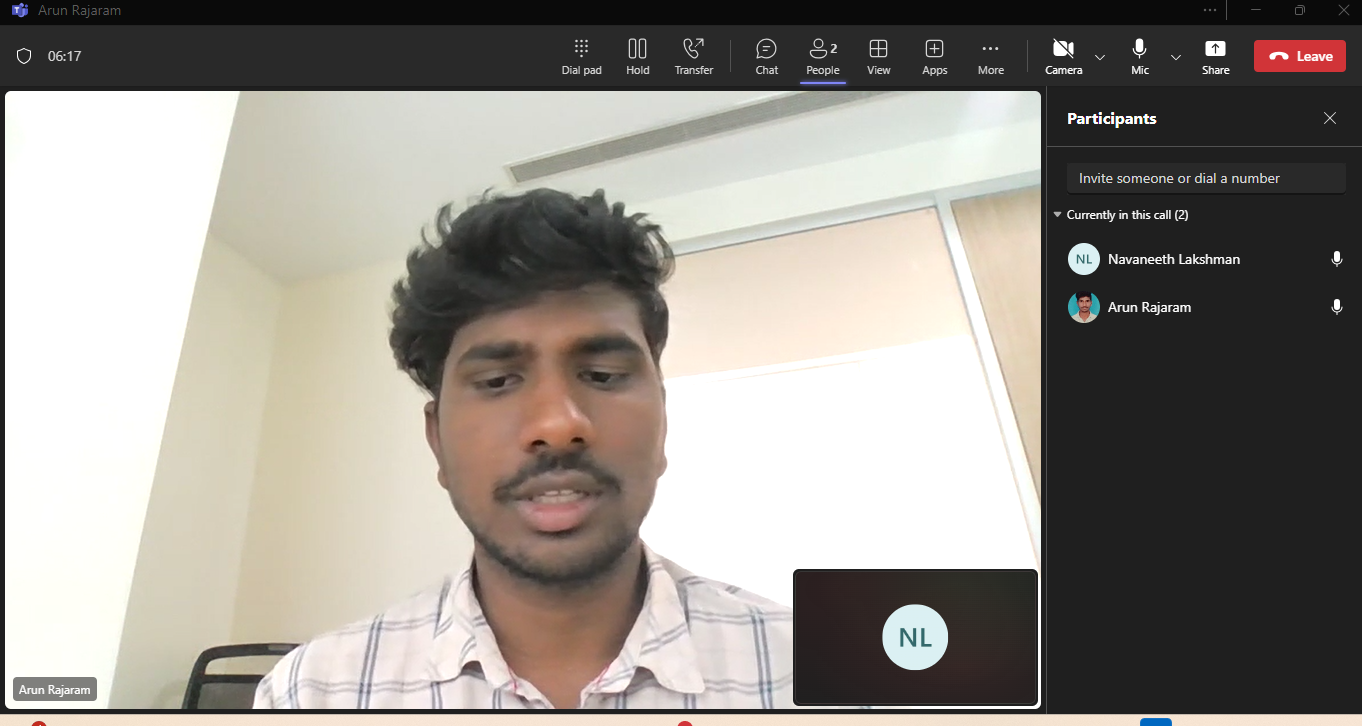 Arun Rajaram
06:17
Dial pad
Hold
Transfer
Chat
2
People
View
Apps
More
Camera
Mic
Share
Leave
Participants
Invite someone or dial a number
Currently in this call (2)
NL Navaneeth Lakshman
Arun Rajaram
NL
Arun Rajaram